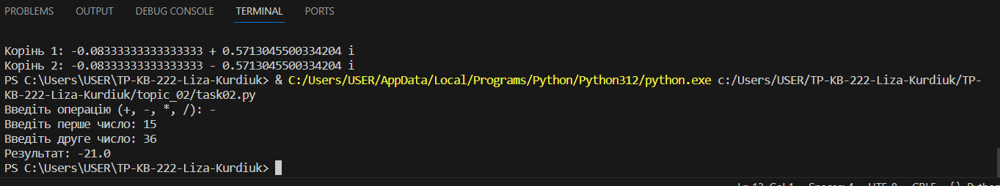 PROBLEMS OUTPUT DEBUG CONSOLE TERMINAL PORTS
Корінь 1: -0.08333333333333333 + 0.5713045500334204 i
Корінь 2: -0.08333333333333333 - 0.5713045500334204 i
PS C:\Users\USER\TP-KB-222-Liza-Kurdiuk> & C:/Users/USER/AppData/Local/Programs/Python/Python312/python.exe c:/Users/USER/TP-KB-222-Liza-Kurdiuk/TP-
KB-222-Liza-Kurdiuk/topic_02/task02.py
Введіть операцію (+, -, *, /): -
Введіть перше число: 15
Введіть друге число: 36
Результат: -21.0
PS C:\Users\USER\TP-KB-222-Liza-Kurdiuk>